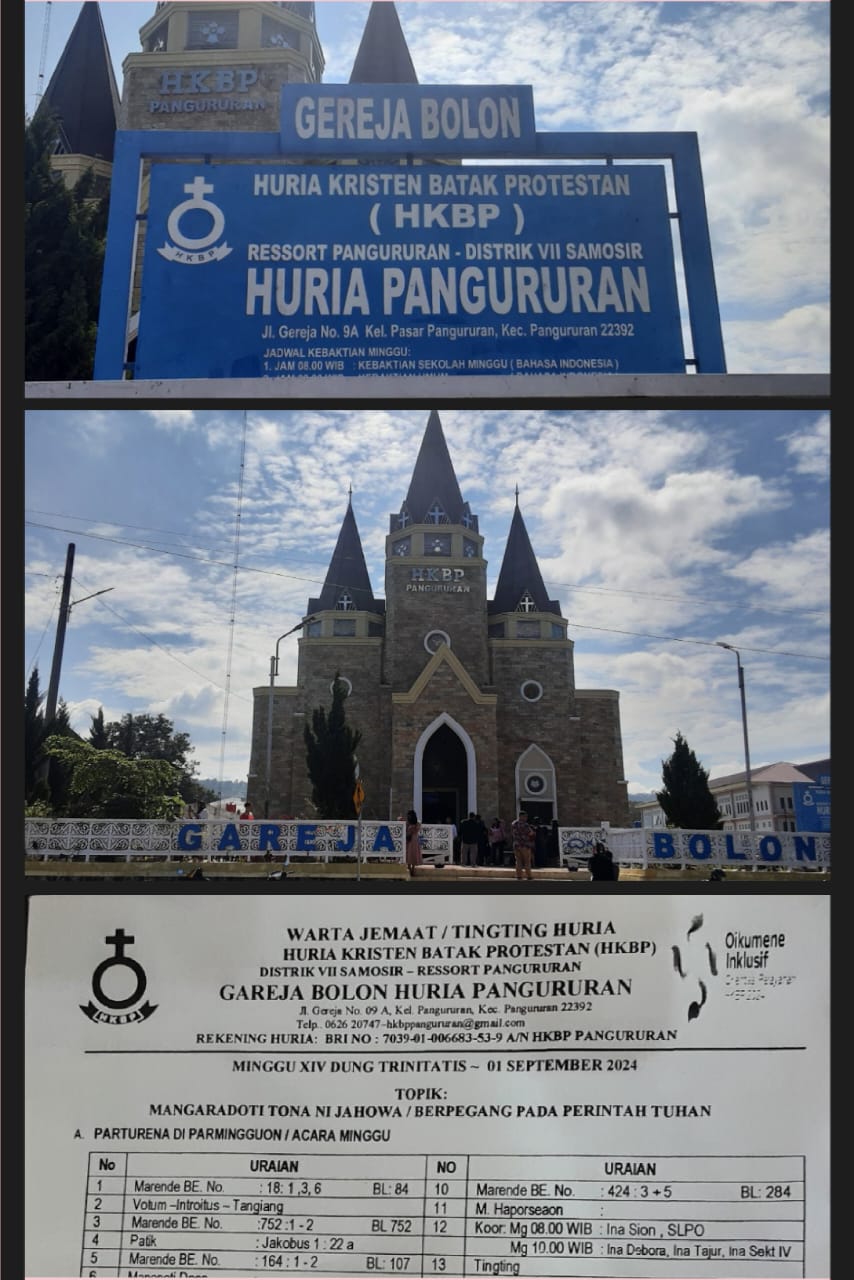 HKBP
PANGURURAN
GEREJA BOLON
HURIA KRISTEN BATAK PROTESTAN
( HKBP )
HKBP
RESSORT PANGURURAN - DISTRIK VII SAMOSIR
HURIA PANGURURAN
Jl. Gereja No. 9A Kel. Pasar Pangururan, Kec. Pangururan 22392
JADWAL KEBAKTIAN MINGGU:
1. JAM 08.00 WIB : KEBAKTIAN SEKOLAH MINGGU ( BAHASA INDONESIA )
HKBP
PANGURURAN
GAREJA BOLON
WARTA JEMAAT / TINGTING HURIA
HURIA KRISTEN BATAK PROTESTAN (HKBP)
DISTRIK VII SAMOSIR – RESSORT PANGURURAN
GAREJA BOLON HURIA PANGURURAN
Jl. Gereja No. 09 A, Kel. Pangururan, Kec. Pangururan 22392
Telp.. 0626 20747–hkbppangururan@gmail.com
REKENING HURIA: BRI NO : 7039-01-006683-53-9 A/N HKBP PANGURURAN
HKBP
Oikumene
Inklusif
MINGGU XIV DUNG TRINITATIS ~ 01 SEPTEMBER 2024
TOPIK:
MANGARADOTI TONA NI JAHOWA / BERPEGANG PADA PERINTAH TUHAN
A. PARTURENA DI PARMINGGUON / ACARA MINGGU
No URAIAN NO URAIAN
1 Marende BE. No. : 18: 1 ,3, 6 BL: 84 10 Marende BE. No. : 424 : 3 + 5 BL: 284
2 Votum –Introitus – Tangiang 11 M. Haporseaon :
3 Marende BE. No. :752 :1 - 2 BL 752 12 Koor: Mg 08.00 WIB : Ina Sion , SLPO
4 Patik : Jakobus 1 : 22 a Mg 10.00 WIB : Ina Debora, Ina Tajur, Ina Sekt IV
5 Marende BE. No. : 164 : 1 - 2 BL: 107 13 Tingting